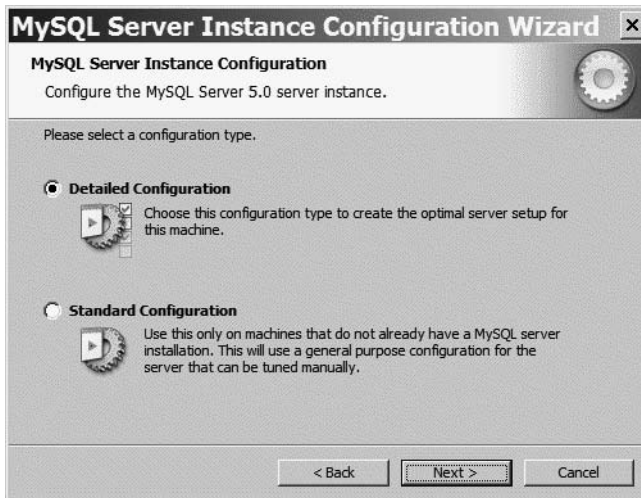 MySQL Server Instance Configuration Wizard
MySQL Server Instance Configuration
Configure the MySQL Server 5.0 server instance.
Please select a configuration type.
Detailed Configuration
Choose this configuration type to create the optimal server setup for
this machine.
Standard Configuration
Use this only on machines that do not already have a MySQL server
installation. This will use a general purpose configuration for the
server that can be tuned manually.
< Back
Next >
Cancel